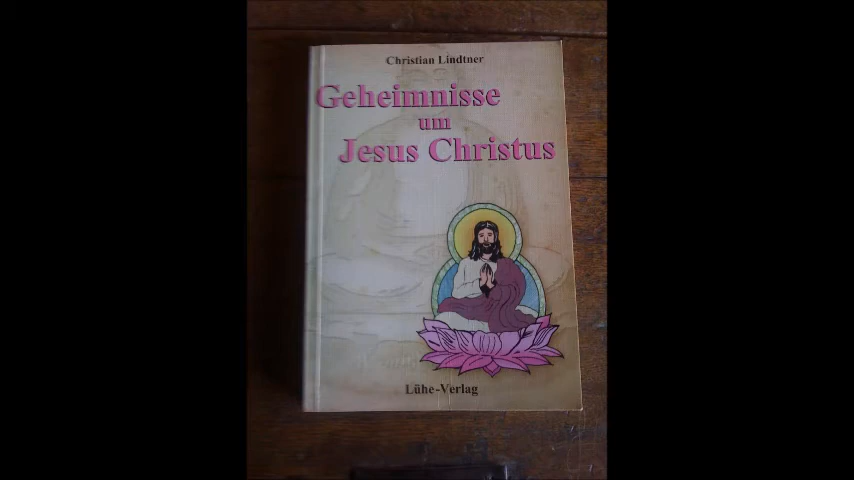 Christian Lindtner
Geheimnisse
um
Jesus Christus
Lühe-Verlag